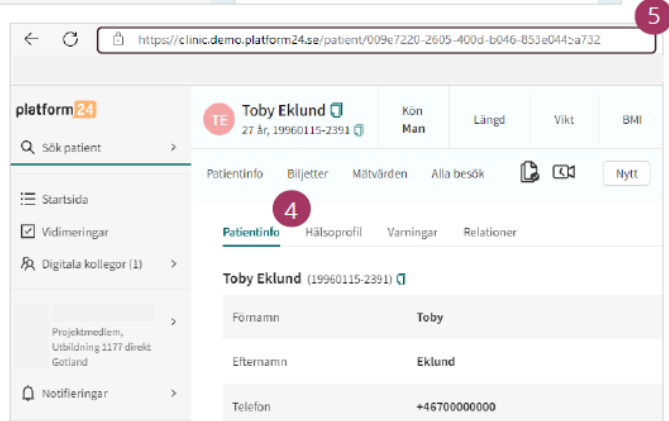 5
https://clinic.demo.platform24.se/patient/009e7220-2605-400d-b046-853e0445a732
platform24
Sök patient
Startsida
Vidimeringar
Digitala kollegor (1)
Projektmedlem,
Utbildning 1177 direkt
Gotland
Notifieringar
TE
Toby Eklund
27 år, 19960115-2391
Kön
Man
Längd
Vikt
BMI
Patientinfo Biljetter Mätvärden Alla besök Nytt
4
Patientinfo Hälsoprofil Varningar Relationer
Toby Eklund (19960115-2391)
Förnamn Toby
Efternamn Eklund
Telefon +46700000000